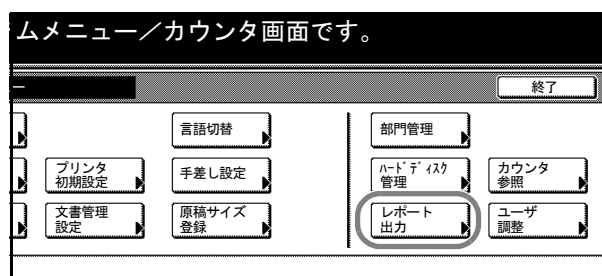 ムメニュー／カウンタ画面です。
ー
終了
言語切替
部門管理
プリンタ
初期設定
手差し設定
ﾊｰﾄﾞﾃﾞｨｽｸ
管理
カウンタ
参照
文書管理
設定
原稿サイズ
登録
レポート
出力
ユーザ
調整